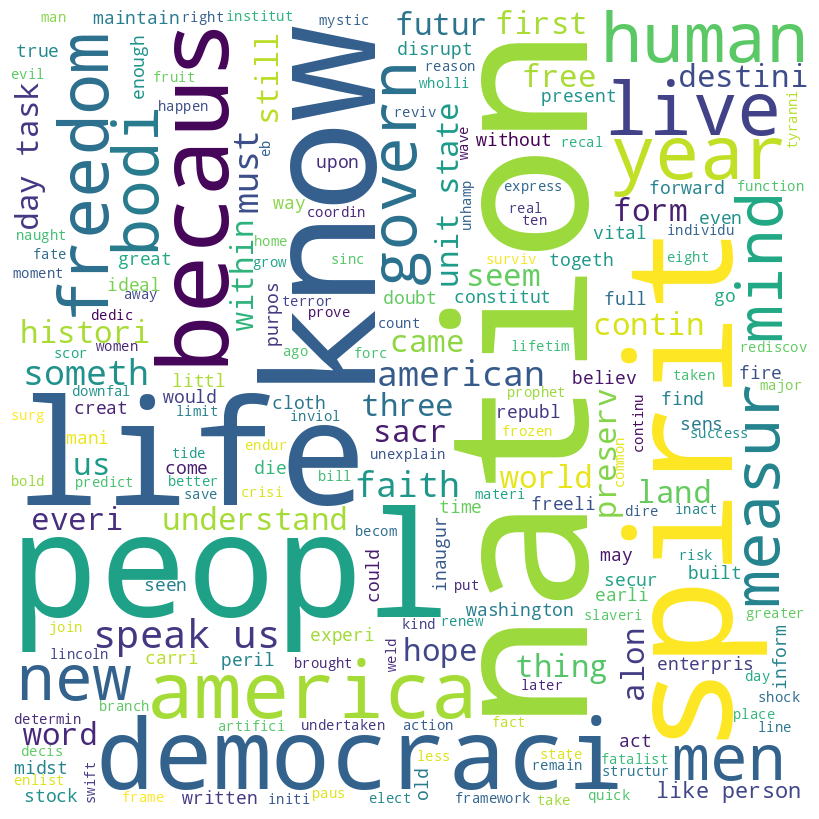 man
maintain
right
institut
mystic
futur
first
human
true
freedom
becaus
know
disrupt
reason
destini
evil
enough
fruit
still
wholli
free
live
day task
bodi
happen
eb
upon
govern
reviv
present
nation
year
tyranni
must
unit state
wave
without
recal
coordin
unhamp
express
forward
function
way
real
ten
form
even
individu
naught
great
within
home
seem
vital
mind
fate
ideal
grow
sinc
togeth
surviv
eight
moment
away
purpos
terror
doubt
constitut
full
go
dedic
prove
count
histori
scor
women
ago
forc
came
lifetim
contin
rediscov
someth
downfal
littl
american
believ
taken
fire
major
creat
would
limit
cloth
inviol
three
prophet
republ
find
spirit
measur
surg
life
endur
sacr
frozen
continu
common
sens
success
us
mani
tide
unexplain
bold
predict
come
better
save
die
crisi
bill
faith
world
preserv
materi
land
everi
understand
time
freeli
dire
inact
peopl
becom
inaugur
may
risk
seen
could
put
secur
built
washington
earli
slaveri
greater
join
speak us
experi
kind
renew
alon
lincoln
carri
peril
brought
weld
hope
thing
enterpris
inform
new
america
later
day
shock
determin
branch
artifici
undertaken
action
fact
place
line
word
democraci
act
men
decis
less
state
fatalist
midst
remain
structur
enlist
swift
stock
frame
written
initi
paus
elect
old
framework
take
quick
like person